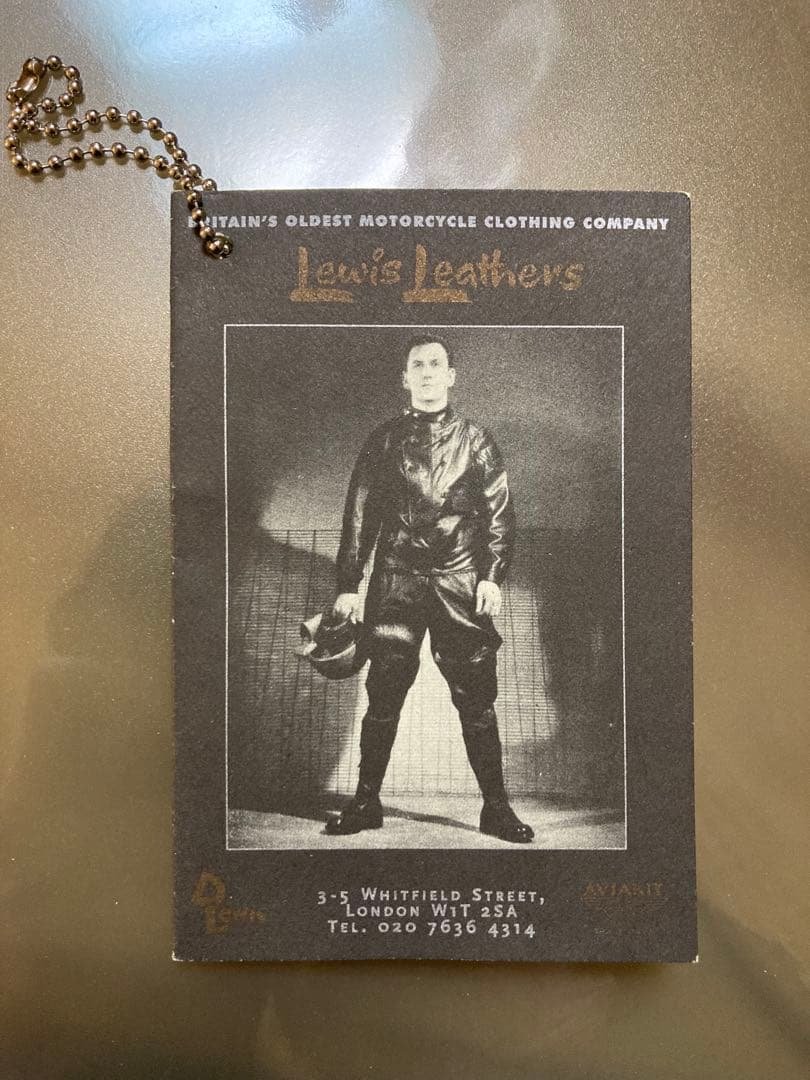 BRITAIN'S OLDEST MOTORCYCLE CLOTHING COMPANY
Lewis Leathers
D Lewis
3-5 WHITFIELD STREET,
LONDON W1T 2SA
TEL. 020 7636 4314
AVIAKIT